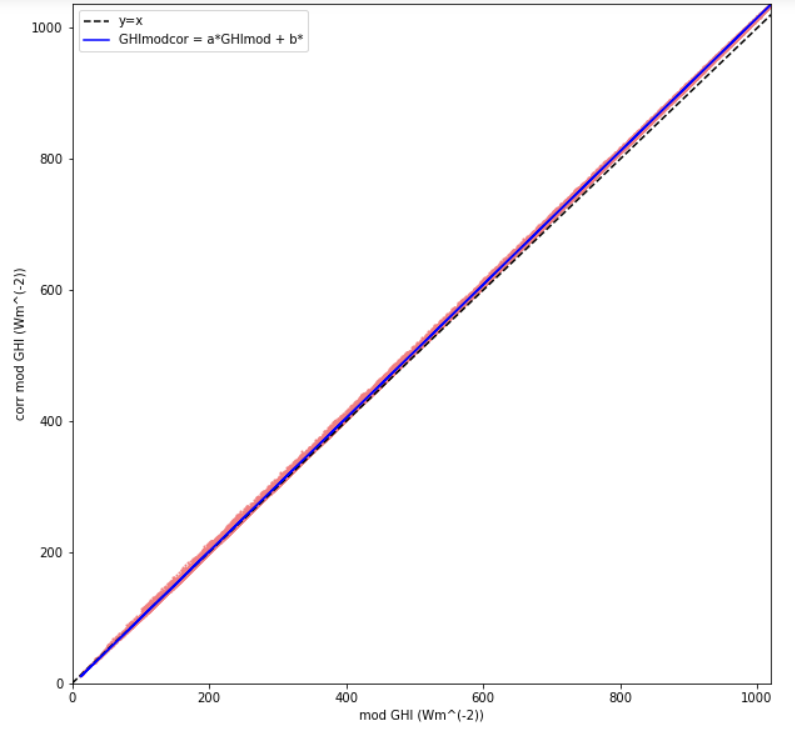 y=x
GHImodcor = a*GHImod + b*
1000
800
600
400
200
0
corr mod GHI (Wm^(-2))
0 200 400 600 800 1000
mod GHI (Wm^(-2))